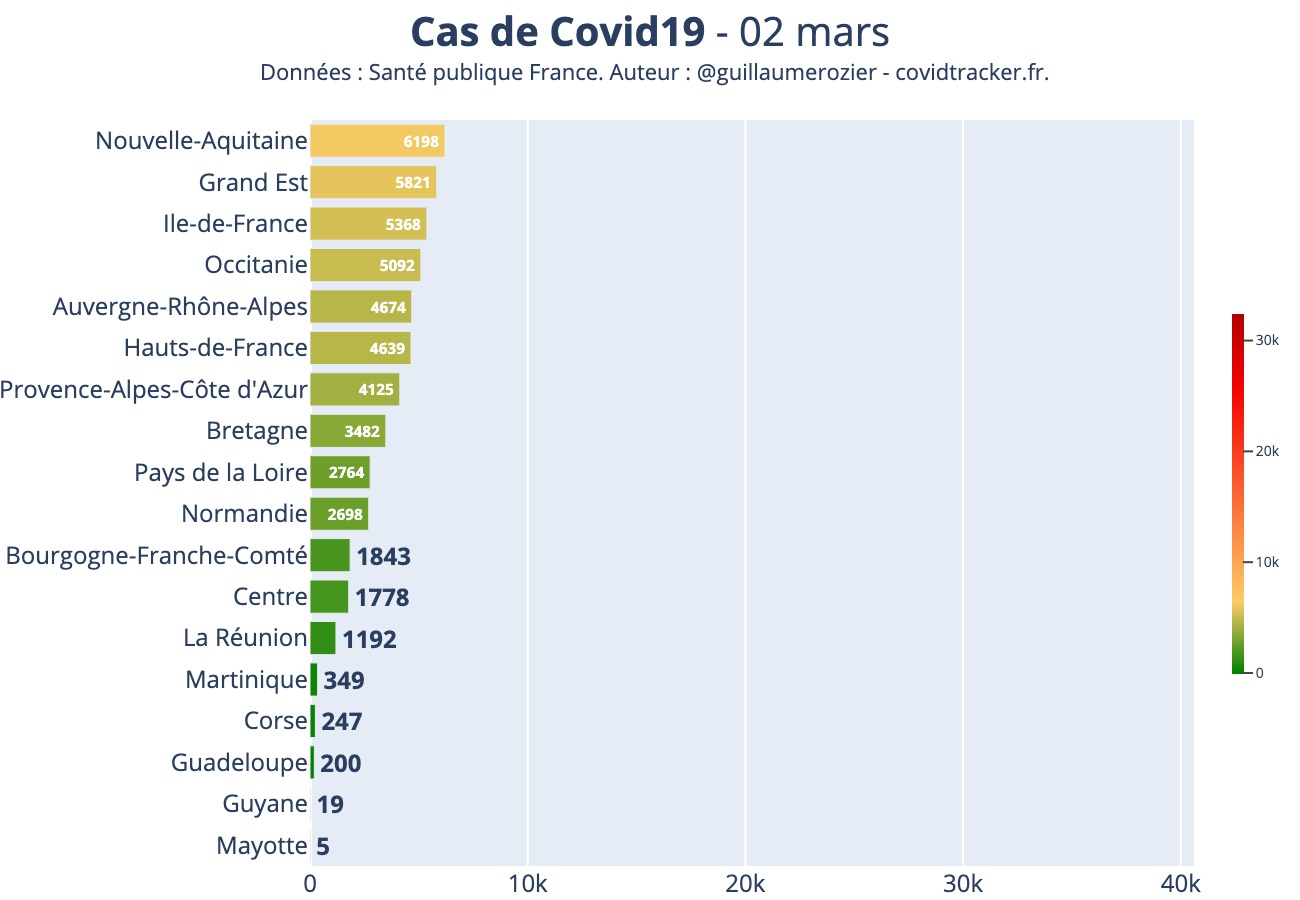 Cas de Covid19 - 02 mars
Données : Santé publique France. Auteur : @guillaumerozier - covidtracker.fr.
Nouvelle-Aquitaine 6198
Grand Est 5821
Ile-de-France 5368
Occitanie 5092
Auvergne-Rhône-Alpes 4674
Hauts-de-France 4639
Provence-Alpes-Côte d'Azur 4125
Bretagne 3482
Pays de la Loire 2764
Normandie 2698
Bourgogne-Franche-Comté 1843
Centre 1778
La Réunion 1192
Martinique 349
Corse 247
Guadeloupe 200
Guyane 19
Mayotte 5
0 10k 20k 30k 40k
30k
20k
10k
0